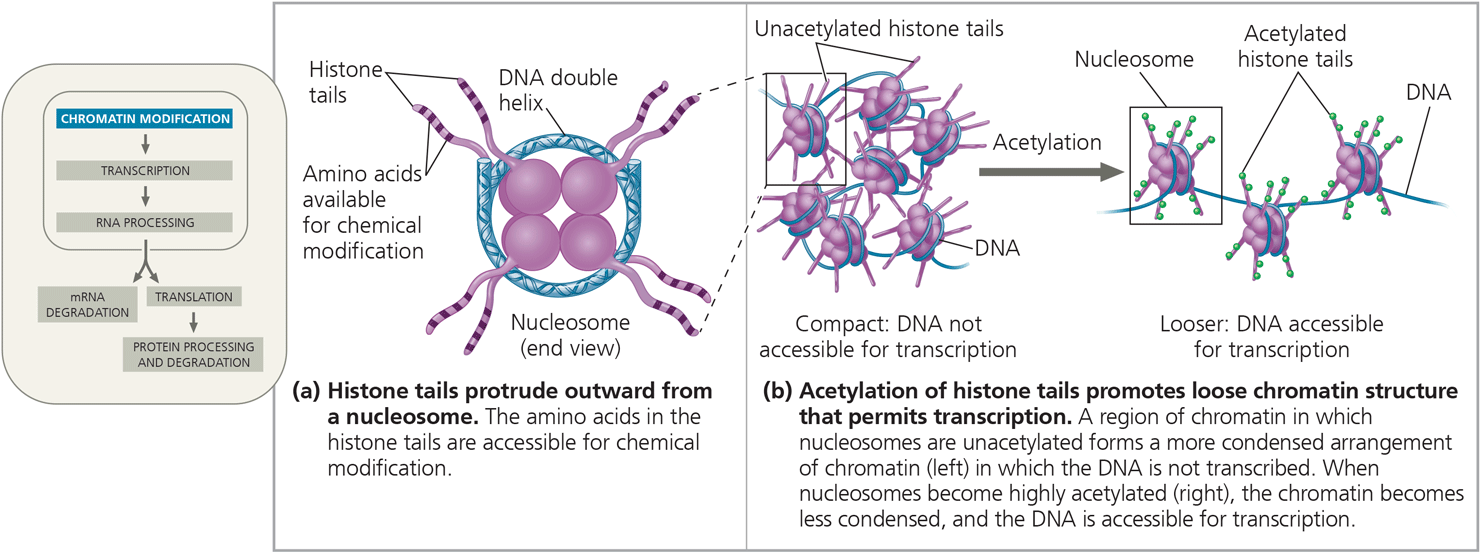 CHROMATIN MODIFICATION
TRANSCRIPTION
RNA PROCESSING
mRNA
DEGRADATION
TRANSLATION
PROTEIN PROCESSING
AND DEGRADATION
Histone
tails
DNA double
helix
Amino acids
available
for chemical
modification
Nucleosome
(end view)
(a) Histone tails protrude outward from
a nucleosome. The amino acids in the
histone tails are accessible for chemical
modification.
Unacetylated histone tails
DNA
Compact: DNA not
accessible for transcription
Acetylation
Nucleosome
Acetylated
histone tails
DNA
Looser: DNA accessible
for transcription
(b) Acetylation of histone tails promotes loose chromatin structure
that permits transcription. A region of chromatin in which
nucleosomes are unacetylated forms a more condensed arrangement
of chromatin (left) in which the DNA is not transcribed. When
nucleosomes become highly acetylated (right), the chromatin becomes
less condensed, and the DNA is accessible for transcription.